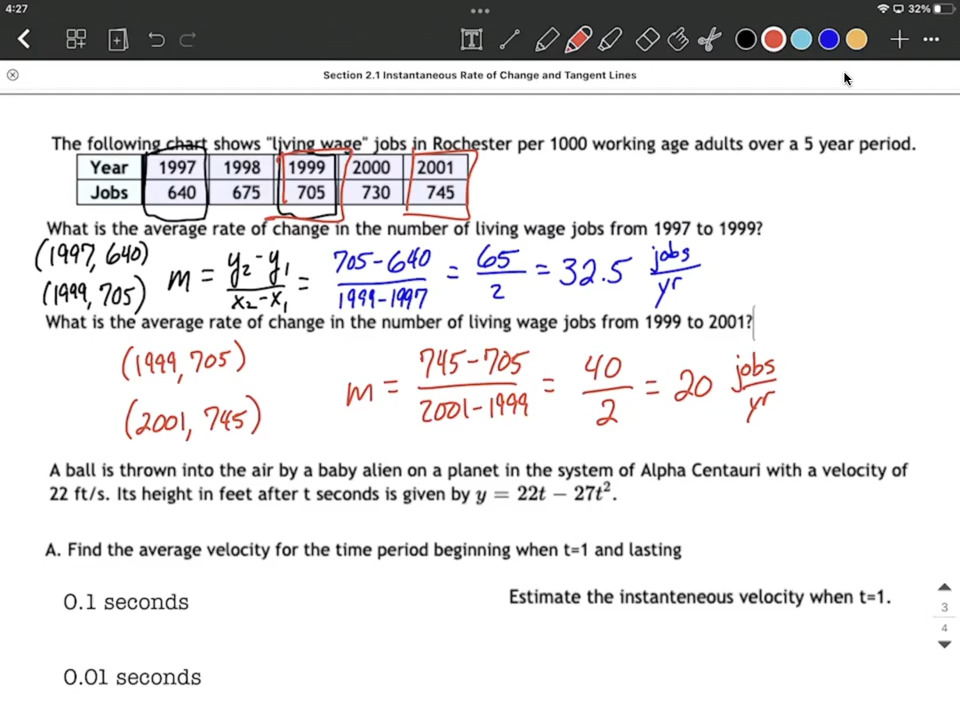 4:27
32%
Section 2.1 Instantaneous Rate of Change and Tangent Lines
The following chart shows "living wage" jobs in Rochester per 1000 working age adults over a 5 year period.
Year 1997 1998 1999 2000 2001
Jobs 640 675 705 730 745
What is the average rate of change in the number of living wage jobs from 1997 to 1999?
(1997, 640)
(1999, 705)
m = y₂-y₁ / x₂-x₁ = 705-640 / 1999-1997 = 65/2 = 32.5 jobs/yr
What is the average rate of change in the number of living wage jobs from 1999 to 2001?
(1999, 705)
(2001, 745)
m = 745-705 / 2001-1999 = 40/2 = 20 jobs/yr
A ball is thrown into the air by a baby alien on a planet in the system of Alpha Centauri with a velocity of
22 ft/s. Its height in feet after t seconds is given by y = 22t − 27t².
A. Find the average velocity for the time period beginning when t=1 and lasting
0.1 seconds
Estimate the instanteneous velocity when t=1.
3
4
0.01 seconds